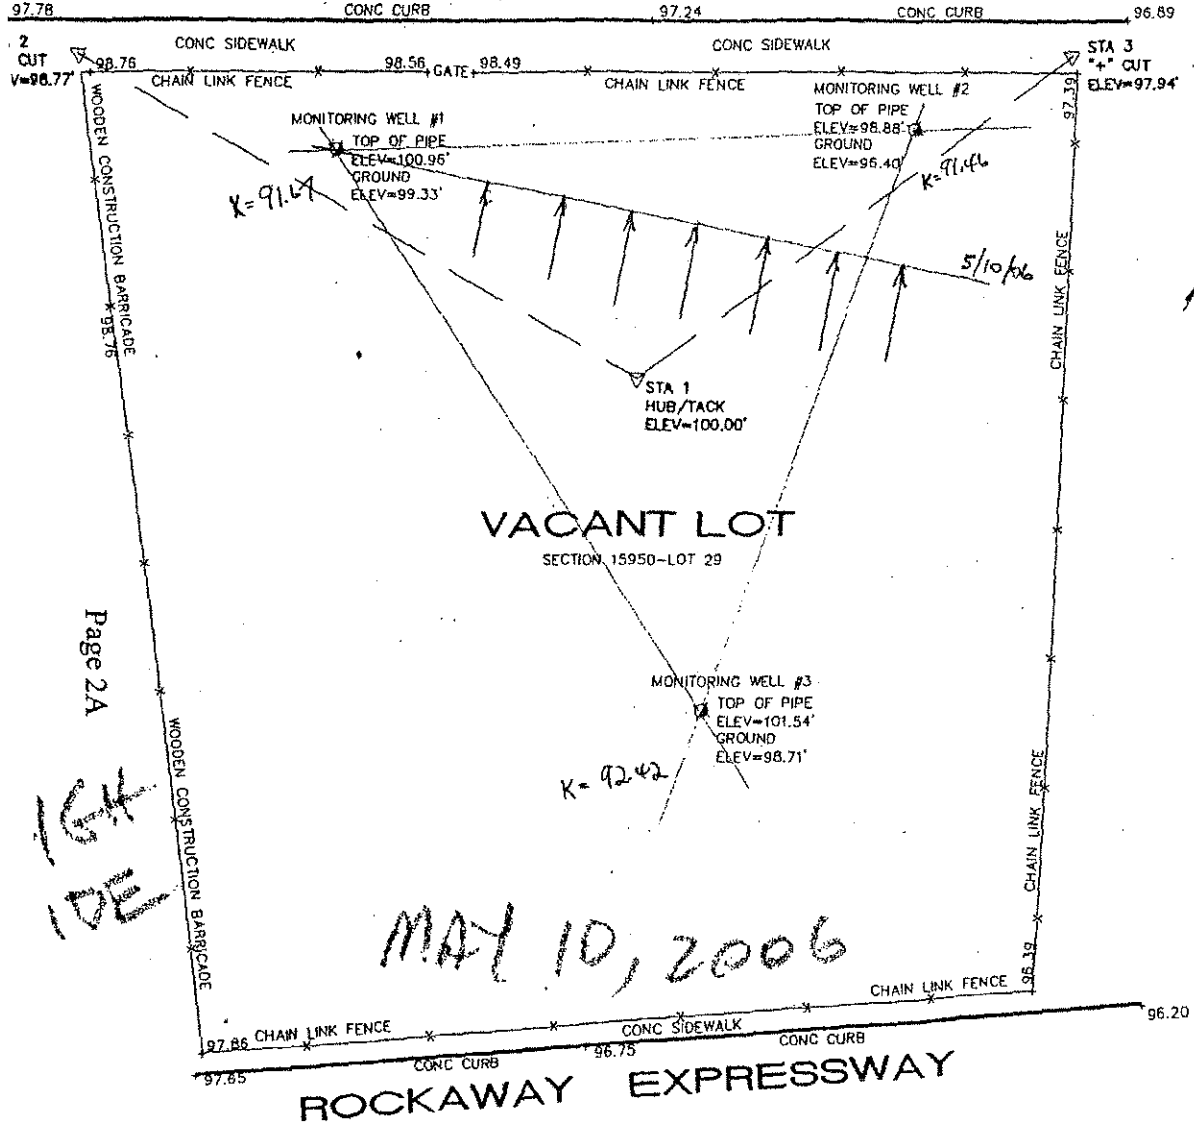 97.78 CONC CURB 97.24 CONC CURB 96.89
2
CUT
V=98.77'
CONC SIDEWALK
CONC SIDEWALK
STA 3
"+" CUT
ELEV=97.94'
98.76 CHAIN LINK FENCE 98.56 GATE 98.49 CHAIN LINK FENCE
97.39
MONITORING WELL #1
TOP OF PIPE
ELEV=100.96'
GROUND
ELEV=99.33'
MONITORING WELL #2
TOP OF PIPE
ELEV=98.88'
GROUND
ELEV=96.40'
K=91.46
5/10/06
WOODEN CONSTRUCTION BARRICADE
98.76
CHAIN LINK FENCE
STA 1
HUB/TACK
ELEV=100.00'
VACANT LOT
SECTION 15950-LOT 29
Page 2A
MONITORING WELL #3
TOP OF PIPE
ELEV=101.54'
GROUND
ELEV=98.71'
K= 92.42
WOODEN CONSTRUCTION BARRICADE
CHAIN LINK FENCE
IGH
IDE
MAY 10, 2006
96.39
97.86 CHAIN LINK FENCE CONC SIDEWALK CHAIN LINK FENCE
97.65 CONC CURB 96.75 CONC CURB 96.20
ROCKAWAY EXPRESSWAY